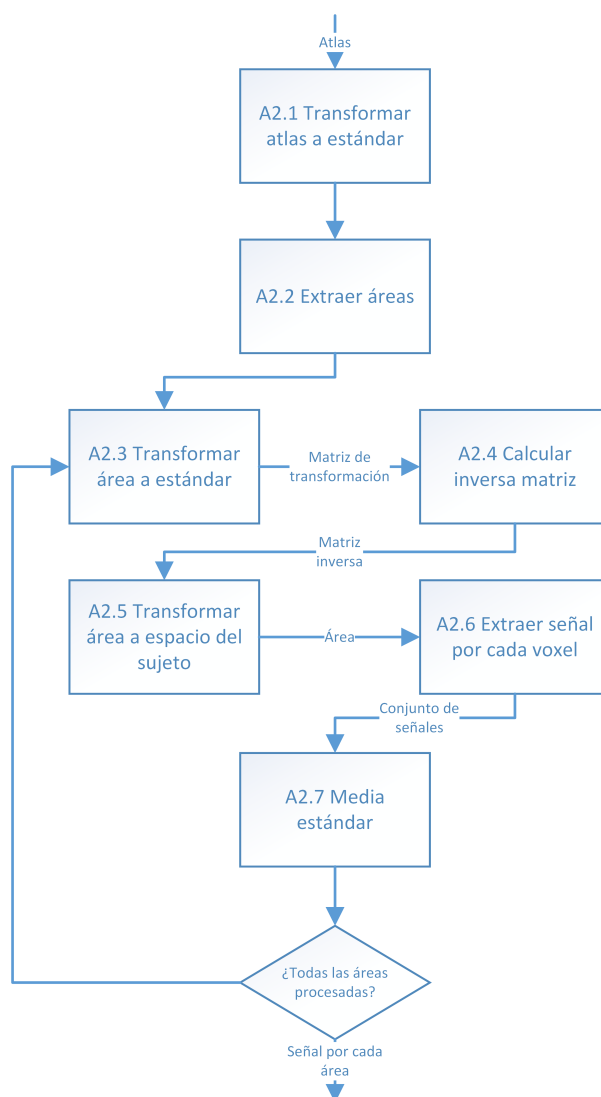 Atlas
A2.1 Transformar
atlas a estándar
A2.2 Extraer áreas
A2.3 Transformar
área a estándar
Matriz de
transformación
A2.4 Calcular
inversa matriz
Matriz
inversa
A2.5 Transformar
área a espacio del
sujeto
Área
A2.6 Extraer señal
por cada voxel
Conjunto de
señales
A2.7 Media
estándar
¿Todas las áreas
procesadas?
Señal por cada
área